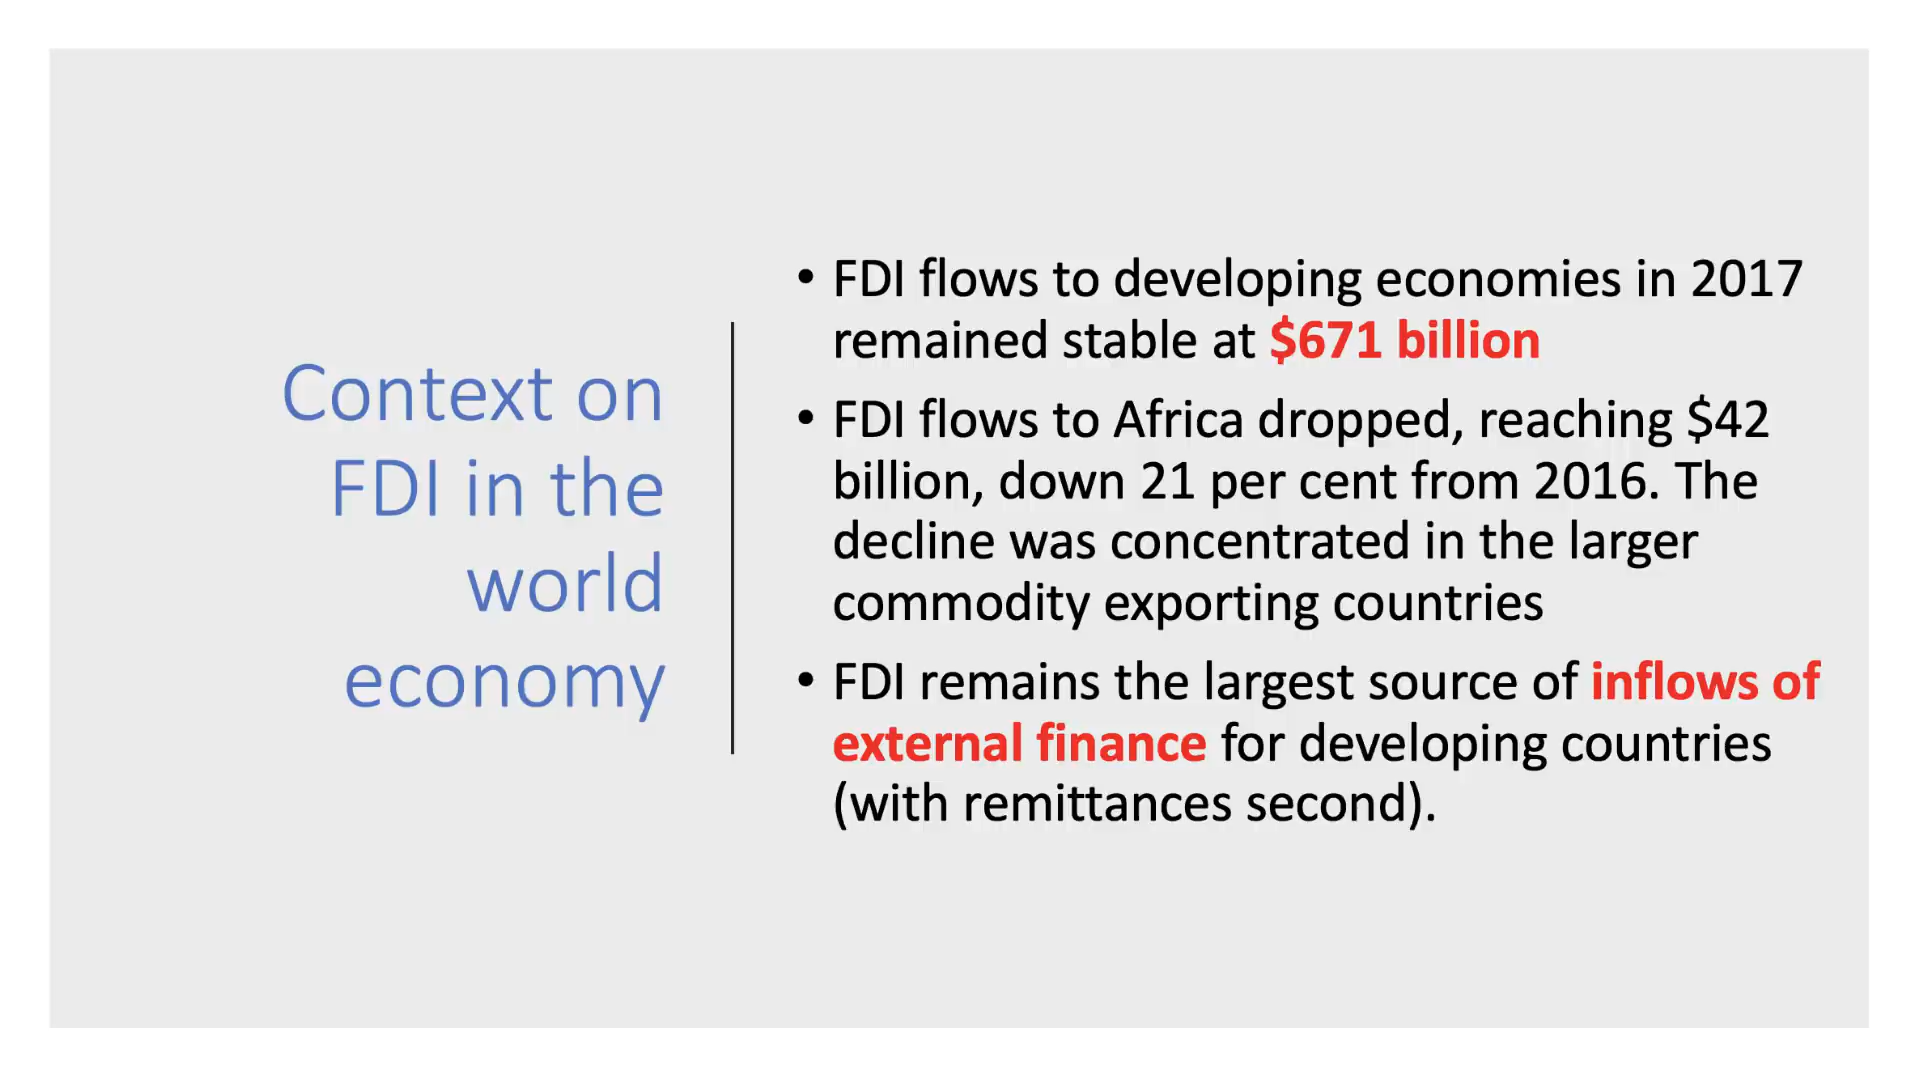 Context on
FDI in the
world
economy
• FDI flows to developing economies in 2017
remained stable at $671 billion
• FDI flows to Africa dropped, reaching $42
billion, down 21 per cent from 2016. The
decline was concentrated in the larger
commodity exporting countries
• FDI remains the largest source of inflows of
external finance for developing countries
(with remittances second).